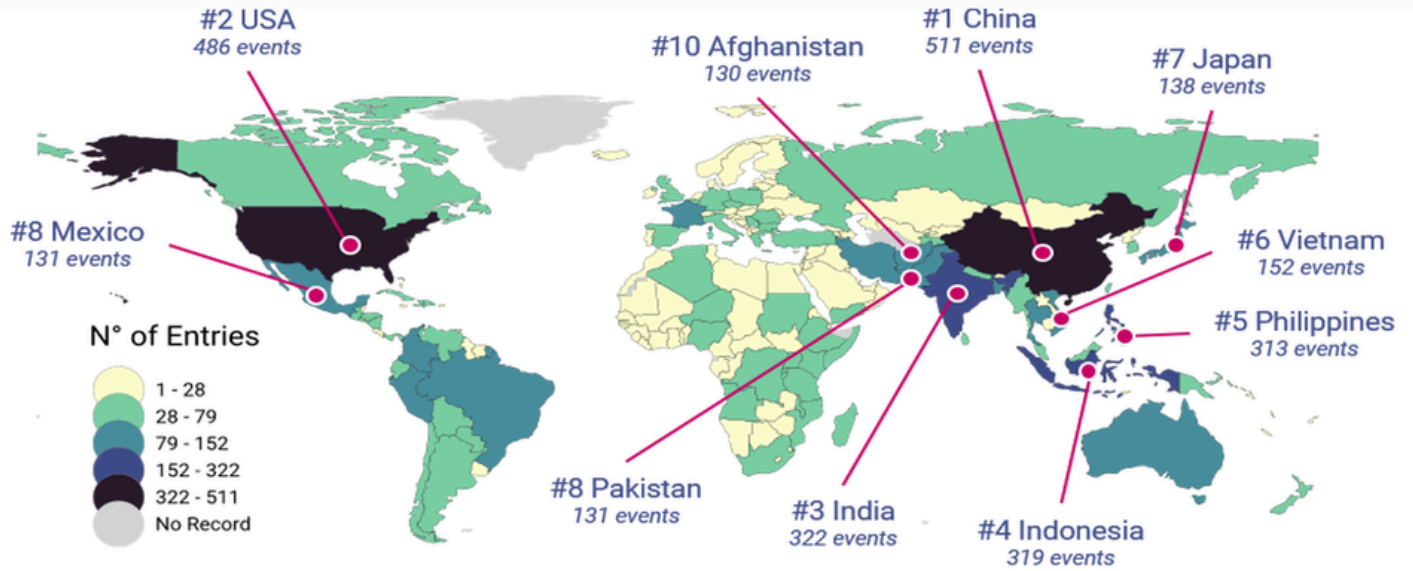 #2 USA
486 events
#10 Afghanistan
130 events
#1 China
511 events
#7 Japan
138 events
#8 Mexico
131 events
#6 Vietnam
152 events
#5 Philippines
313 events
N° of Entries
1 - 28
28 - 79
79 - 152
152 - 322
322 - 511
No Record
#8 Pakistan
131 events
#3 India
322 events
#4 Indonesia
319 events